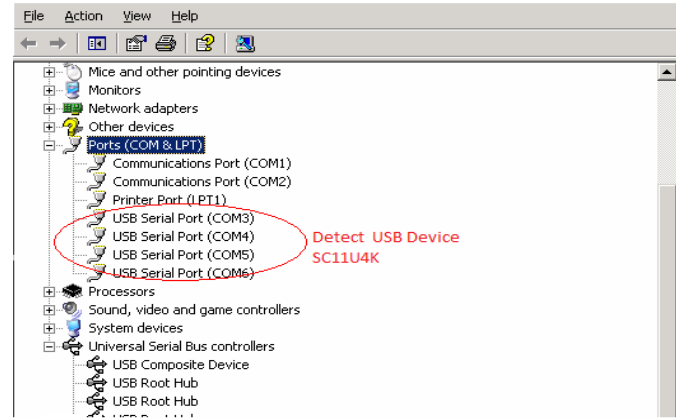 File Action View Help
Mice and other pointing devices
Monitors
Network adapters
Other devices
Ports (COM & LPT)
Communications Port (COM1)
Communications Port (COM2)
Printer Port (LPT1)
USB Serial Port (COM3)
USB Serial Port (COM4)
Detect USB Device
USB Serial Port (COM5)
SC11U4K
USB Serial Port (COM6)
Processors
Sound, video and game controllers
System devices
Universal Serial Bus controllers
USB Composite Device
USB Root Hub
USB Root Hub
USB Root Hub